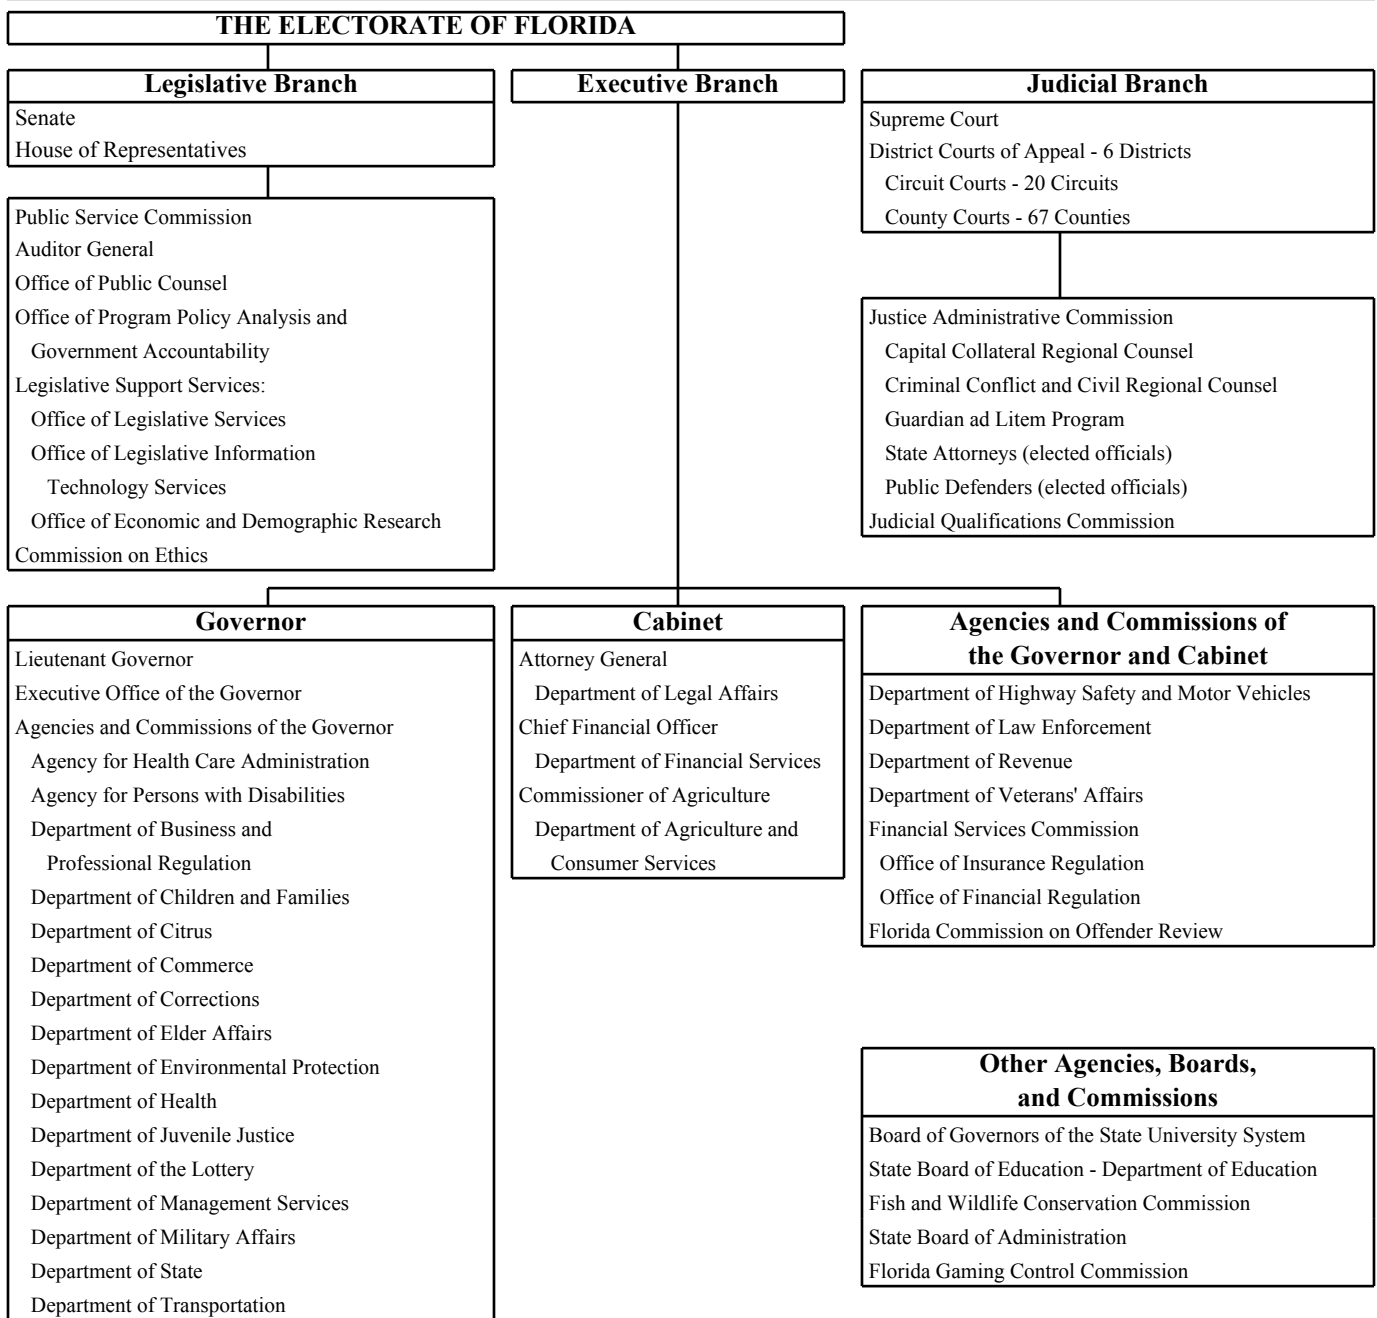 THE ELECTORATE OF FLORIDA
Legislative Branch
Senate
House of Representatives
Public Service Commission
Auditor General
Office of Public Counsel
Office of Program Policy Analysis and
Government Accountability
Legislative Support Services:
Office of Legislative Services
Office of Legislative Information
Technology Services
Office of Economic and Demographic Research
Commission on Ethics
Executive Branch
Judicial Branch
Supreme Court
District Courts of Appeal - 6 Districts
Circuit Courts - 20 Circuits
County Courts - 67 Counties
Justice Administrative Commission
Capital Collateral Regional Counsel
Criminal Conflict and Civil Regional Counsel
Guardian ad Litem Program
State Attorneys (elected officials)
Public Defenders (elected officials)
Judicial Qualifications Commission
Governor
Lieutenant Governor
Executive Office of the Governor
Agencies and Commissions of the Governor
Agency for Health Care Administration
Agency for Persons with Disabilities
Department of Business and
Professional Regulation
Department of Children and Families
Department of Citrus
Department of Commerce
Department of Corrections
Department of Elder Affairs
Department of Environmental Protection
Department of Health
Department of Juvenile Justice
Department of the Lottery
Department of Management Services
Department of Military Affairs
Department of State
Department of Transportation
Cabinet
Attorney General
Department of Legal Affairs
Chief Financial Officer
Department of Financial Services
Commissioner of Agriculture
Department of Agriculture and
Consumer Services
Agencies and Commissions of
the Governor and Cabinet
Department of Highway Safety and Motor Vehicles
Department of Law Enforcement
Department of Revenue
Department of Veterans' Affairs
Financial Services Commission
Office of Insurance Regulation
Office of Financial Regulation
Florida Commission on Offender Review
Other Agencies, Boards,
and Commissions
Board of Governors of the State University System
State Board of Education - Department of Education
Fish and Wildlife Conservation Commission
State Board of Administration
Florida Gaming Control Commission